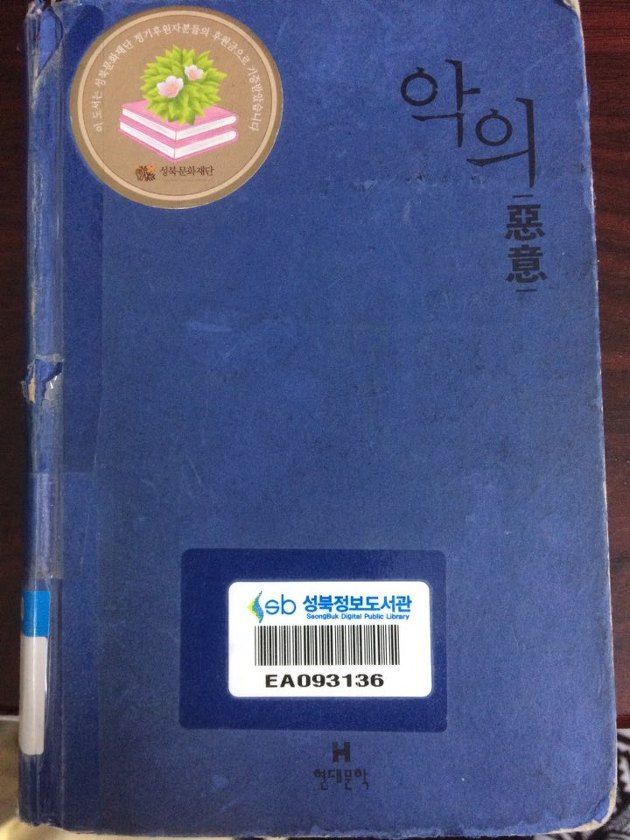 이 도서는 성북문화재단 정기후원자분들의 후원금으로 기증받았습니다
성북문화재단
악의
惡意
sb 성북정보도서관
SeongBuk Digital Public Library
EA093136
H
현대문학